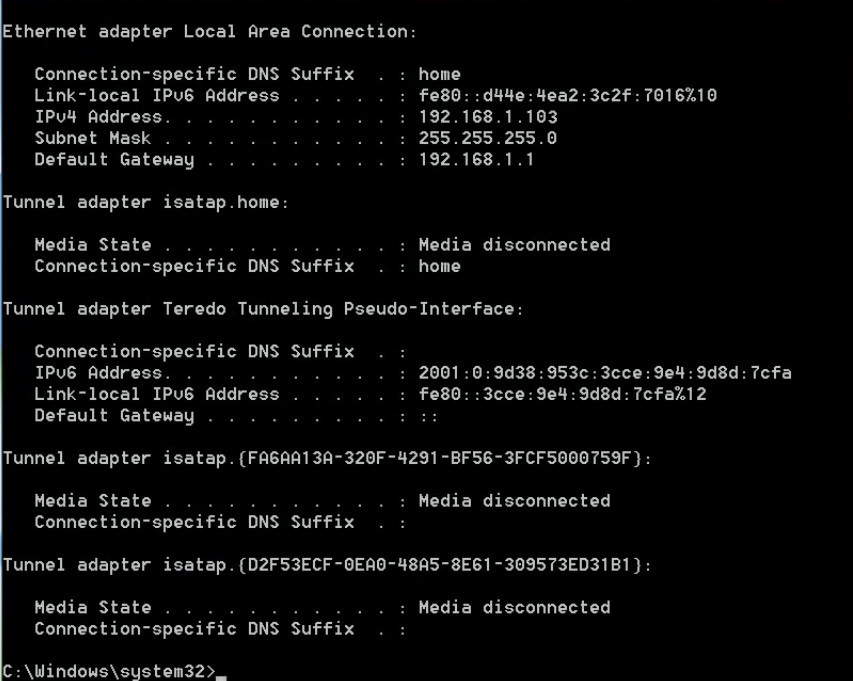 Ethernet adapter Local Area Connection:
Connection-specific DNS Suffix . : home
Link-local IPv6 Address . . . . . : fe80::d44e:4ea2:3c2f:7016%10
IPv4 Address. . . . . . . . . . . : 192.168.1.103
Subnet Mask . . . . . . . . . . . : 255.255.255.0
Default Gateway . . . . . . . . . : 192.168.1.1
Tunnel adapter isatap.home:
Media State . . . . . . . . . . . : Media disconnected
Connection-specific DNS Suffix . : home
Tunnel adapter Teredo Tunneling Pseudo-Interface:
Connection-specific DNS Suffix . :
IPv6 Address. . . . . . . . . . . : 2001:0:9d38:953c:3cce:9e4:9d8d:7cfa
Link-local IPv6 Address . . . . . : fe80::3cce:9e4:9d8d:7cfa%12
Default Gateway . . . . . . . . . : ::
Tunnel adapter isatap.{FA6AA13A-320F-4291-BF56-3FCF5000759F}:
Media State . . . . . . . . . . . : Media disconnected
Connection-specific DNS Suffix . :
Tunnel adapter isatap.{D2F53ECF-0EA0-48A5-8E61-309573ED31B1}:
Media State . . . . . . . . . . . : Media disconnected
Connection-specific DNS Suffix . :
C:\Windows\system32>_